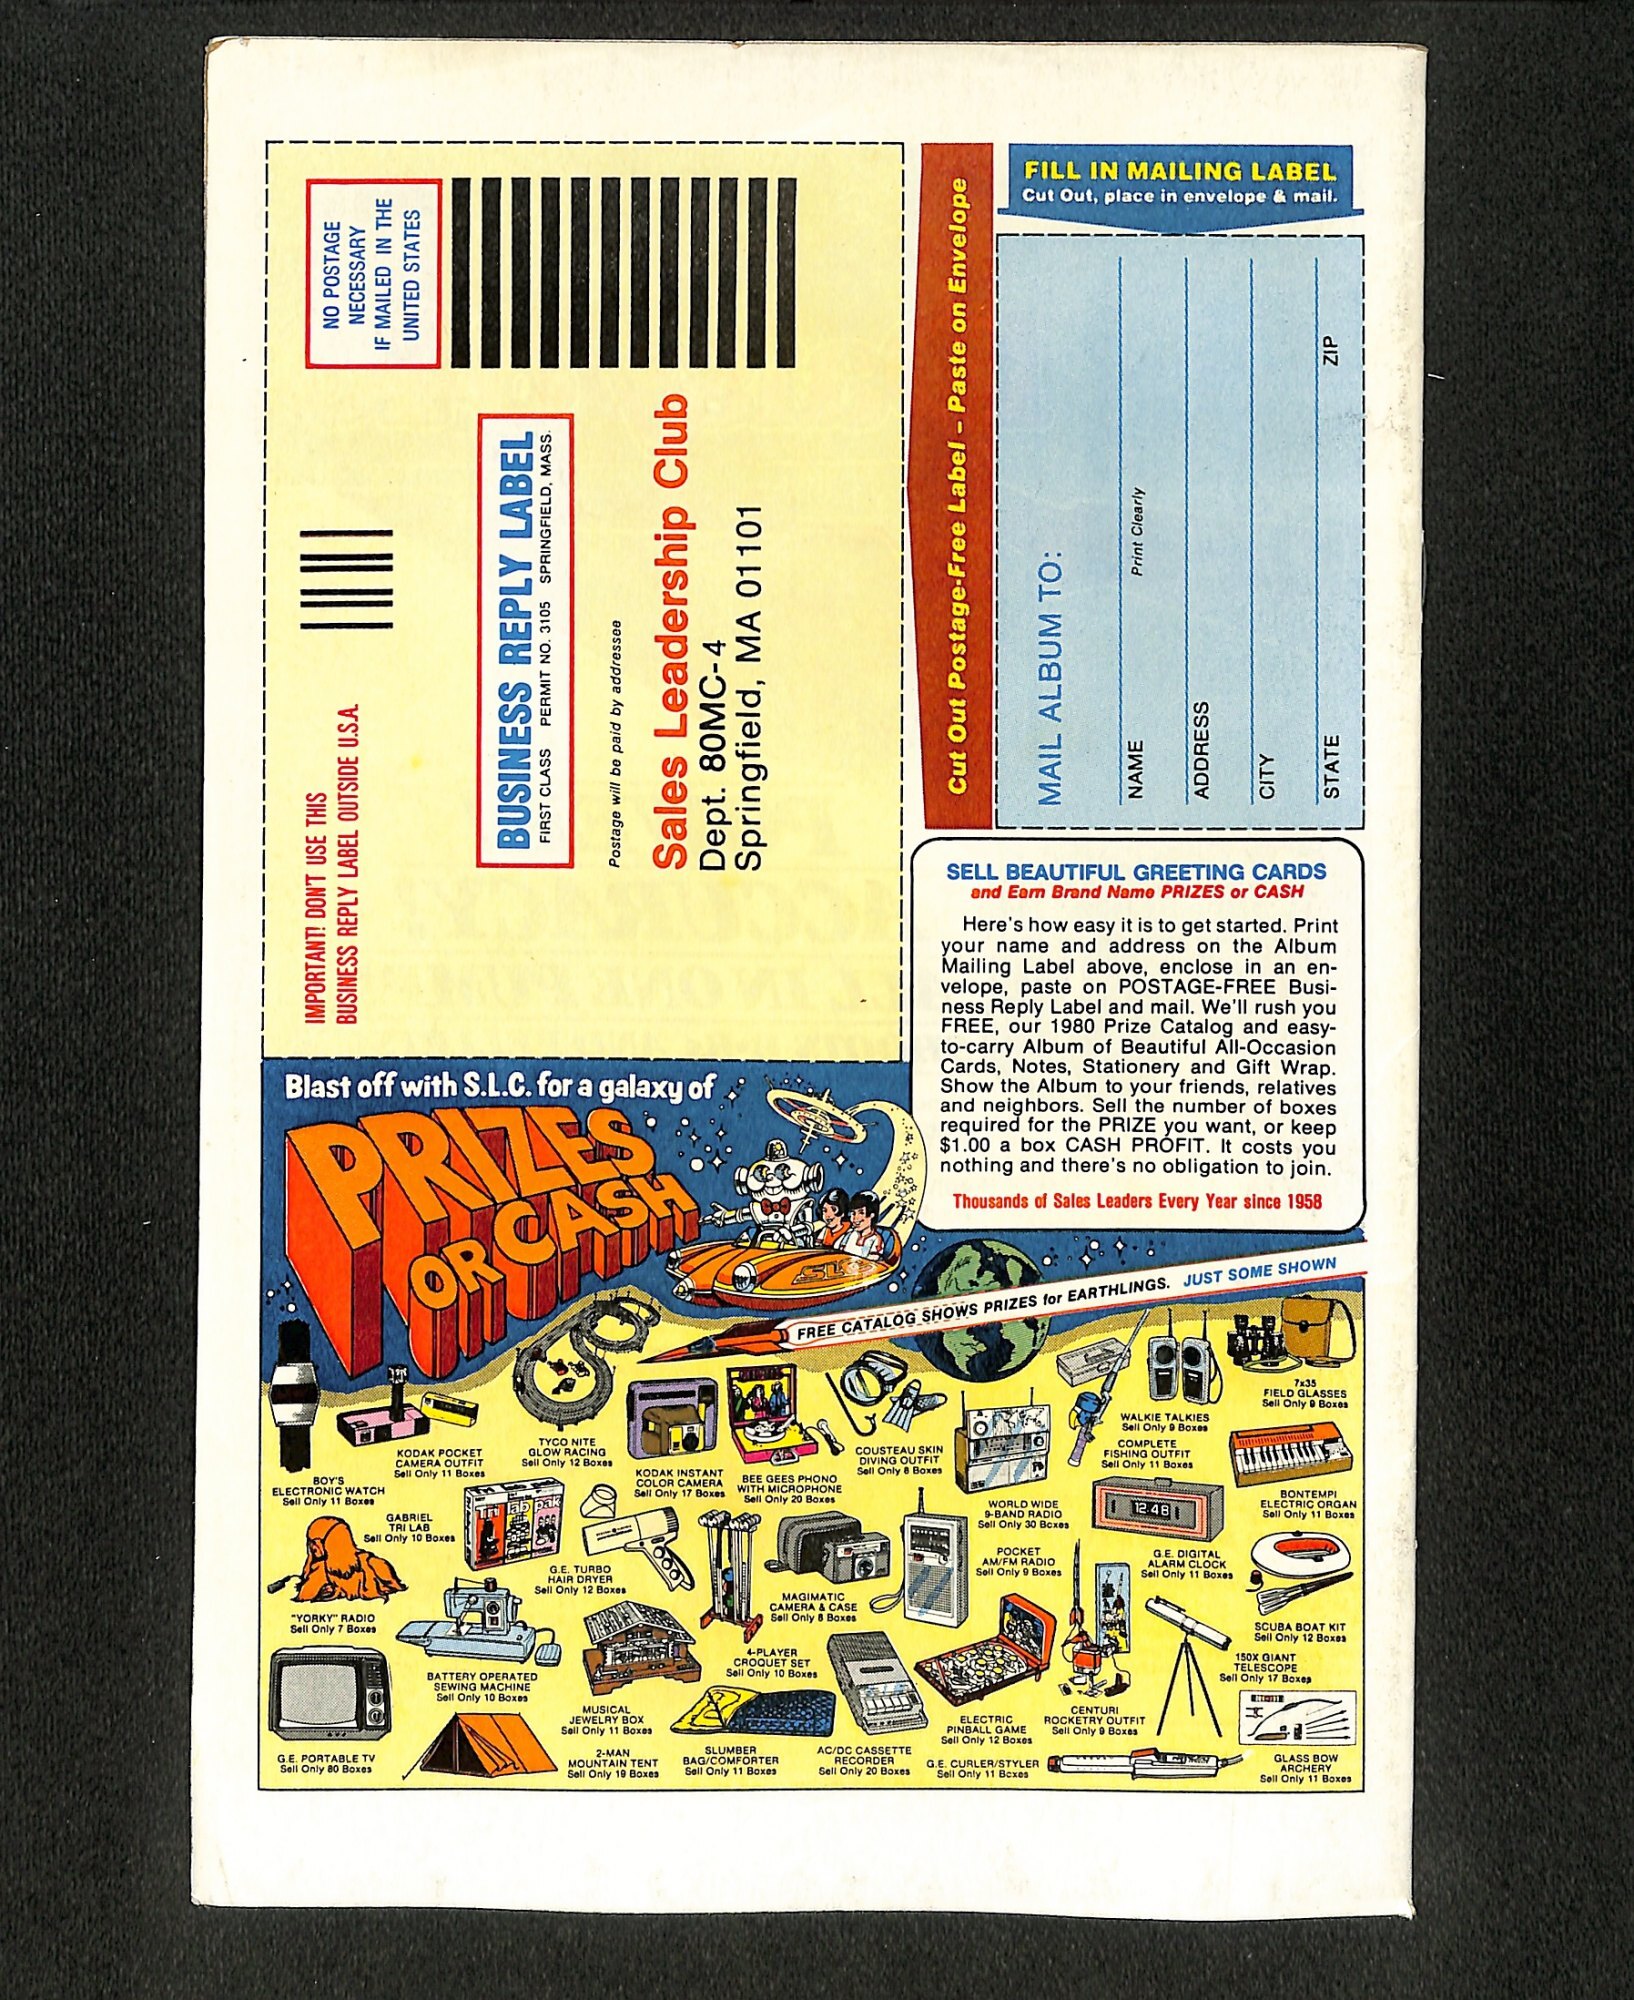 NO POSTAGE
NECESSARY
IF MAILED IN THE
UNITED STATES
IMPORTANT! DON'T USE THIS
BUSINESS REPLY LABEL OUTSIDE U.S.A.
BUSINESS REPLY LABEL
FIRST CLASS PERMIT NO. 3105 SPRINGFIELD, MASS.
Postage will be paid by addressee
Sales Leadership Club
Dept. 80MC-4
Springfield, MA 01101
Cut Out Postage-Free Label – Paste on Envelope
FILL IN MAILING LABEL
Cut Out, place in envelope & mail.
MAIL ALBUM TO:
NAME
Print Clearly
ADDRESS
CITY
STATE ZIP
SELL BEAUTIFUL GREETING CARDS
and Earn Brand Name PRIZES or CASH
Here's how easy it is to get started. Print
your name and address on the Album
Mailing Label above, enclose in an en-
velope, paste on POSTAGE-FREE Busi-
ness Reply Label and mail. We'll rush you
FREE, our 1980 Prize Catalog and easy-
to-carry Album of Beautiful All-Occasion
Cards, Notes, Stationery and Gift Wrap.
Show the Album to your friends, relatives
and neighbors. Sell the number of boxes
required for the PRIZE you want, or keep
$1.00 a box CASH PROFIT. It costs you
nothing and there's no obligation to join.
Thousands of Sales Leaders Every Year since 1958
Blast off with S.L.C. for a galaxy of
PRIZES
OR CASH
SLC
FREE CATALOG SHOWS PRIZES for EARTHLINGS. JUST SOME SHOWN
BOY'S
ELECTRONIC WATCH
Sell Only 11 Boxes
KODAK POCKET
CAMERA OUTFIT
Sell Only 11 Boxes
TYCO NITE
GLOW RACING
Sell Only 12 Boxes
KODAK INSTANT
COLOR CAMERA
Sell Only 17 Boxes
BEE GEES PHONO
WITH MICROPHONE
Sell Only 20 Boxes
COUSTEAU SKIN
DIVING OUTFIT
Sell Only 8 Boxes
WORLD WIDE
9-BAND RADIO
Sell Only 30 Boxes
COMPLETE
FISHING OUTFIT
Sell Only 11 Boxes
WALKIE TALKIES
Sell Only 9 Boxes
7x35
FIELD GLASSES
Sell Only 9 Boxes
BONTEMPI
ELECTRIC ORGAN
Sell Only 11 Boxes
GABRIEL
TRI LAB
Sell Only 10 Boxes
Tri lab pak
G.E. TURBO
HAIR DRYER
Sell Only 12 Boxes
MAGIMATIC
CAMERA & CASE
Sell Only 8 Boxes
POCKET
AM/FM RADIO
Sell Only 9 Boxes
12:48
G.E. DIGITAL
ALARM CLOCK
Sell Only 11 Boxes
SCUBA BOAT KIT
Sell Only 12 Boxes
"YORKY" RADIO
Sell Only 7 Boxes
BATTERY OPERATED
SEWING MACHINE
Sell Only 10 Boxes
MUSICAL
JEWELRY BOX
Sell Only 11 Boxes
4-PLAYER
CROQUET SET
Sell Only 10 Boxes
ELECTRIC
PINBALL GAME
Sell Only 12 Boxes
CENTURI
ROCKETRY OUTFIT
Sell Only 9 Boxes
150X GIANT
TELESCOPE
Sell Only 17 Boxes
G.E. PORTABLE TV
Sell Only 80 Boxes
2-MAN
MOUNTAIN TENT
Sell Only 19 Boxes
SLUMBER
BAG/COMFORTER
Sell Only 11 Boxes
AC/DC CASSETTE
RECORDER
Sell Only 20 Boxes
G.E. CURLER/STYLER
Sell Only 11 Boxes
GLASS BOW
ARCHERY
Sell Only 11 Boxes